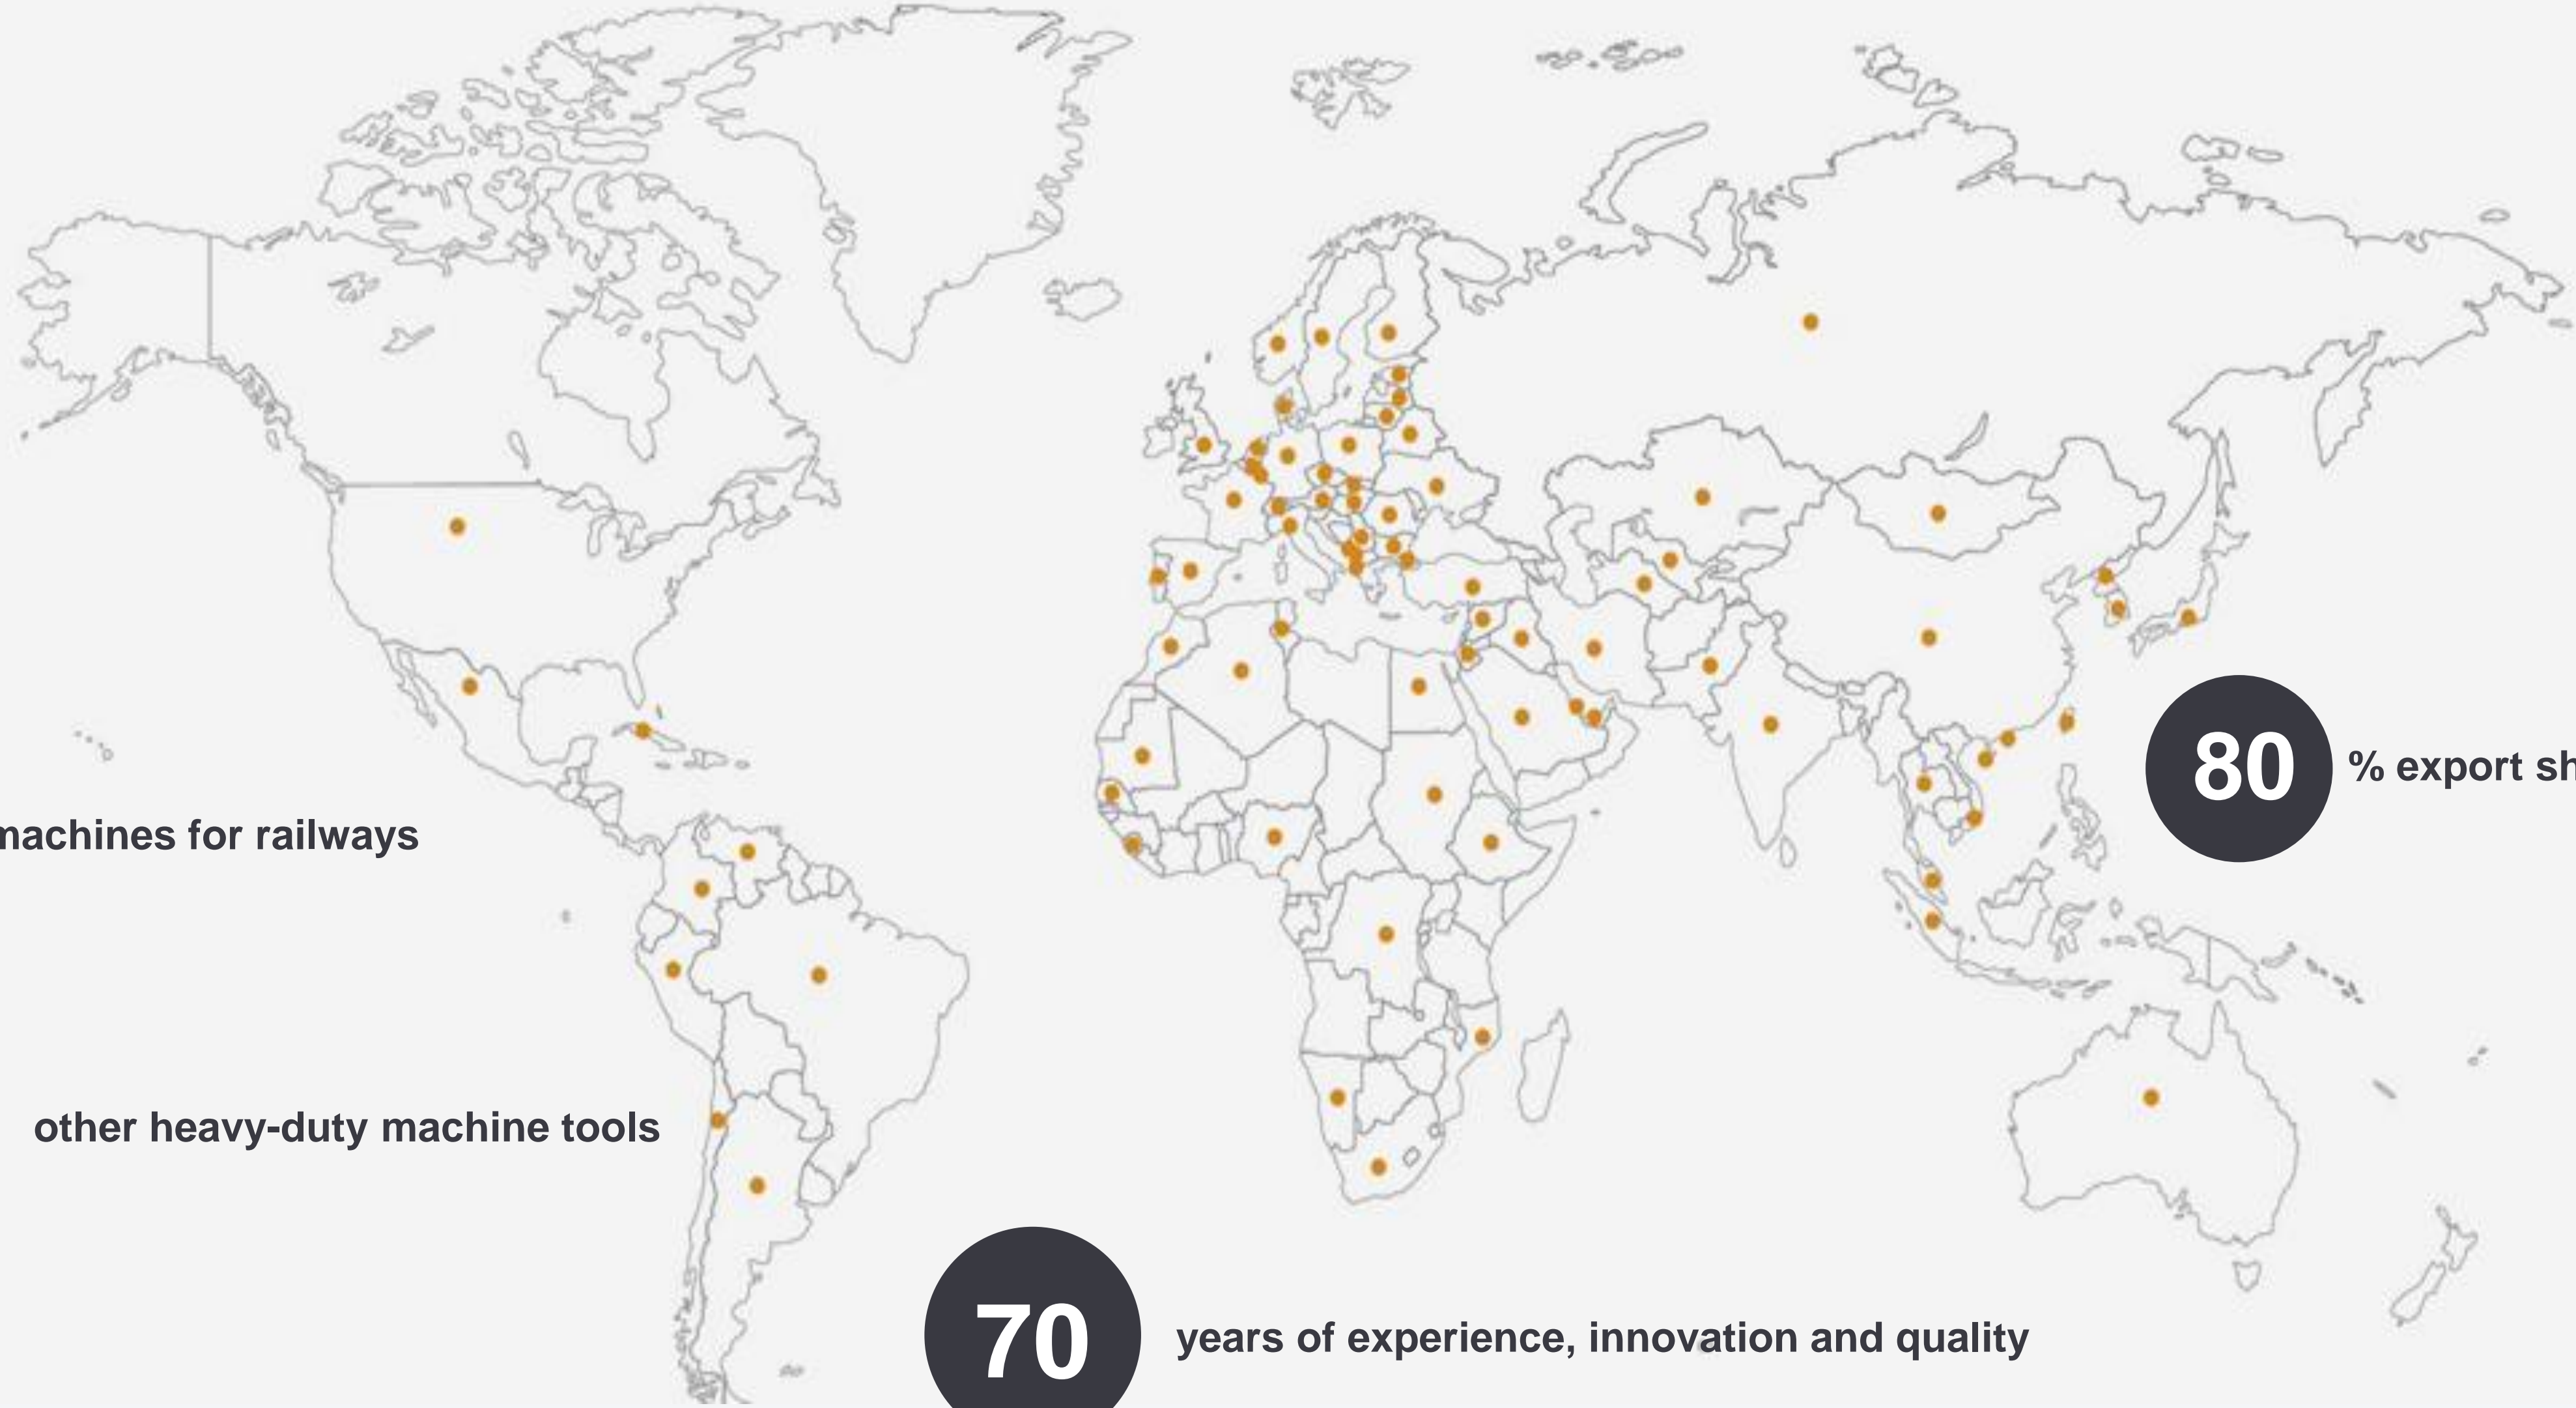 80
% export sh
machines for railways
other heavy-duty machine tools
70
years of experience, innovation and quality